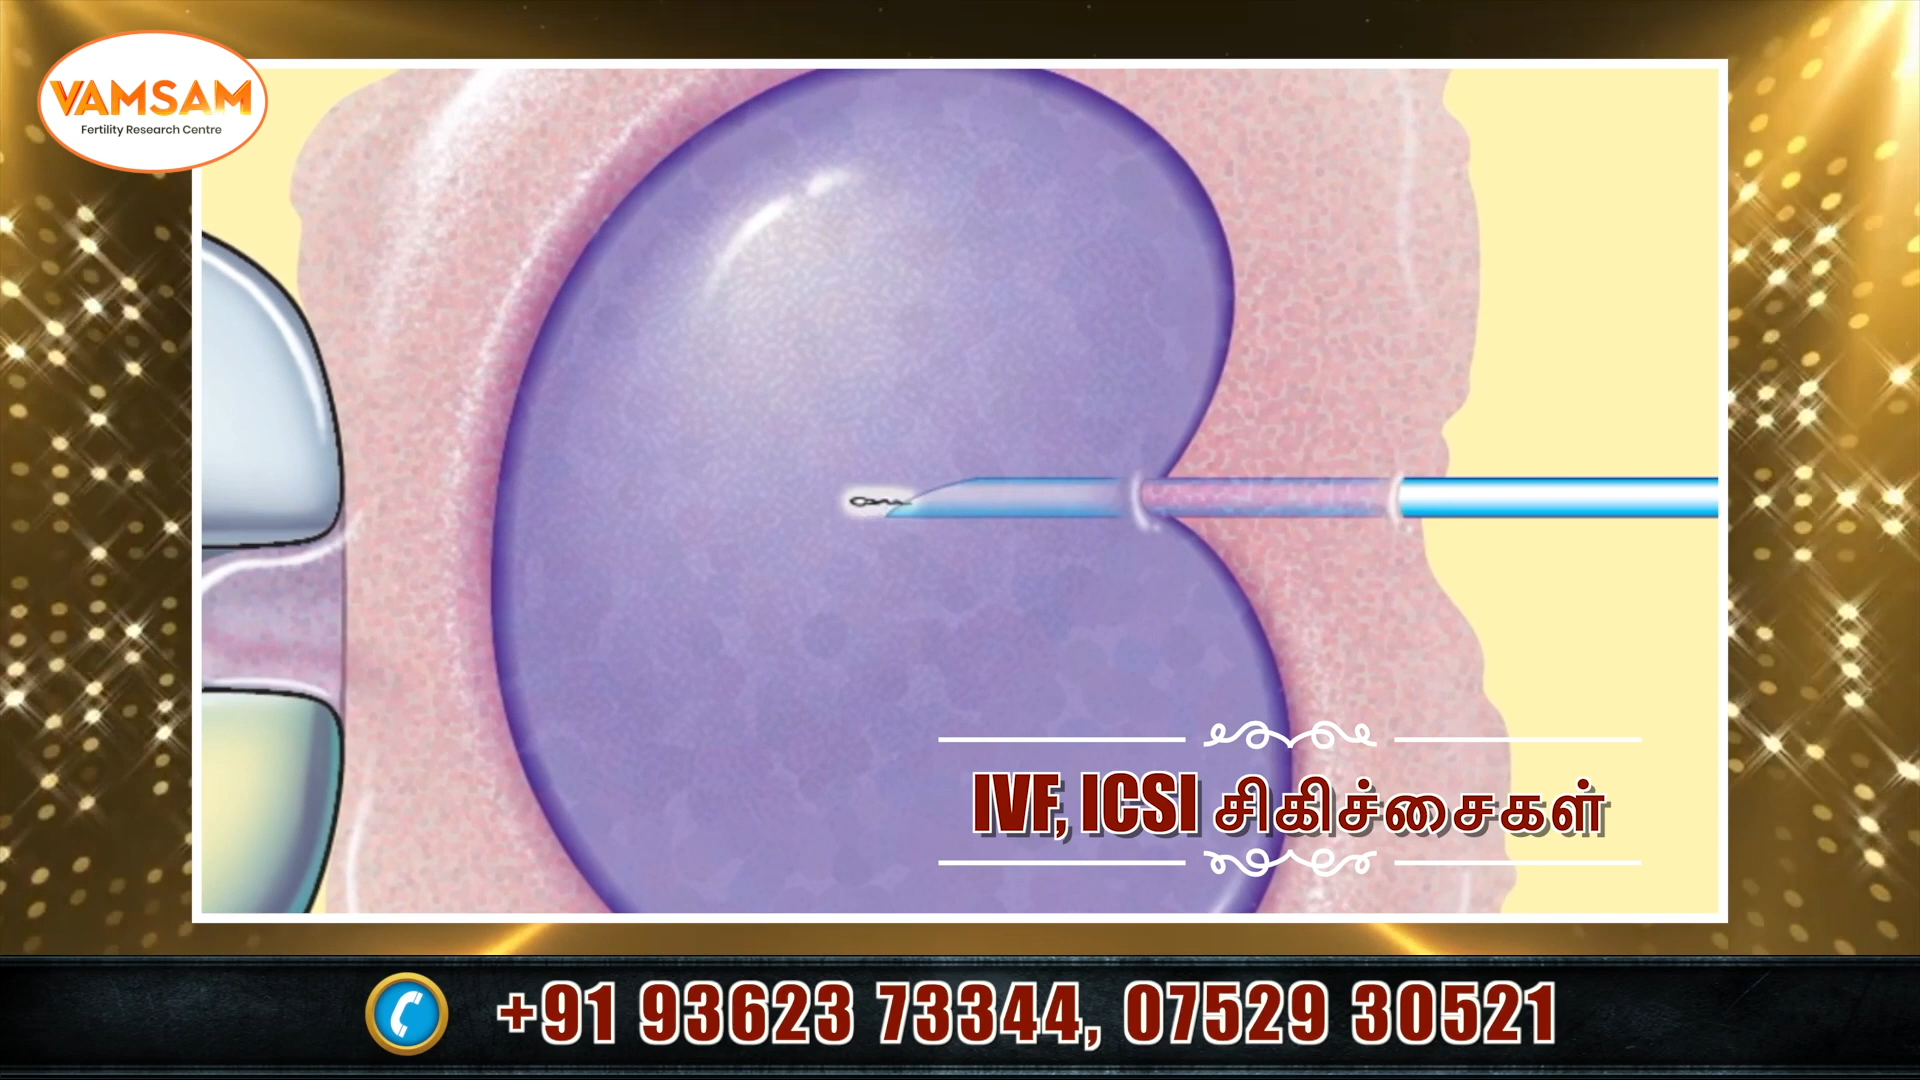 VAMSAM
Fertility Research Centre
IVF, ICSI சிகிச்சைகள்
+91 93623 73344, 07529 30521